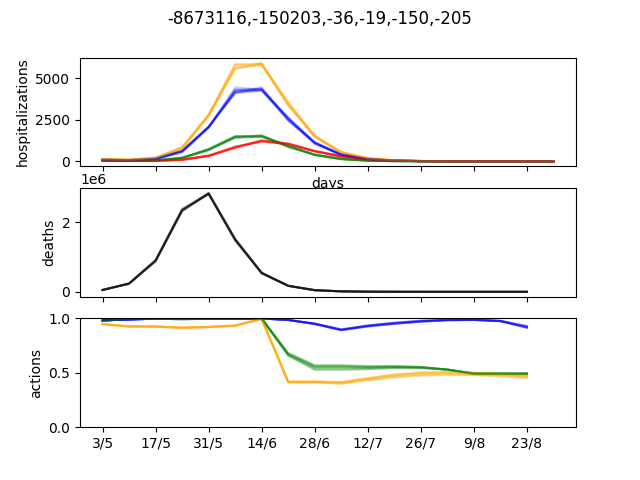 -8673116,-150203,-36,-19,-150,-205
hospitalizations
5000
2500
0
days
1e6
deaths
2
0
actions
1.0
0.5
0.0
3/5 17/5 31/5 14/6 28/6 12/7 26/7 9/8 23/8